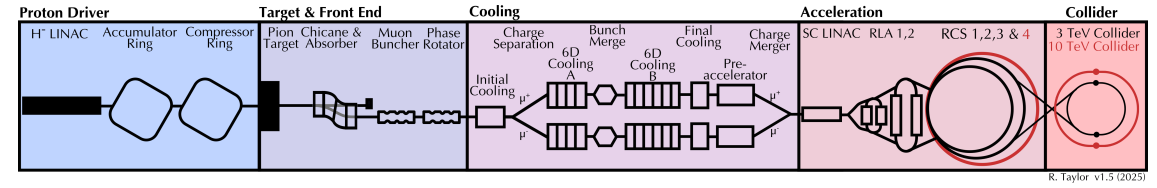 Proton Driver
Target & Front End
Cooling
Acceleration
Collider
H⁻ LINAC
Accumulator
Ring
Compressor
Ring
Pion
Target
Chicane &
Absorber
Muon
Buncher
Phase
Rotator
Initial
Cooling
Charge
Separation
μ⁺
μ⁻
6D
Cooling
A
Bunch
Merge
6D
Cooling
B
Final
Cooling
Pre-
accelerator
Charge
Merger
μ⁺
μ⁻
SC LINAC
RLA 1,2
RCS 1,2,3 & 4
3 TeV Collider
10 TeV Collider
R. Taylor v1.5 (2025)